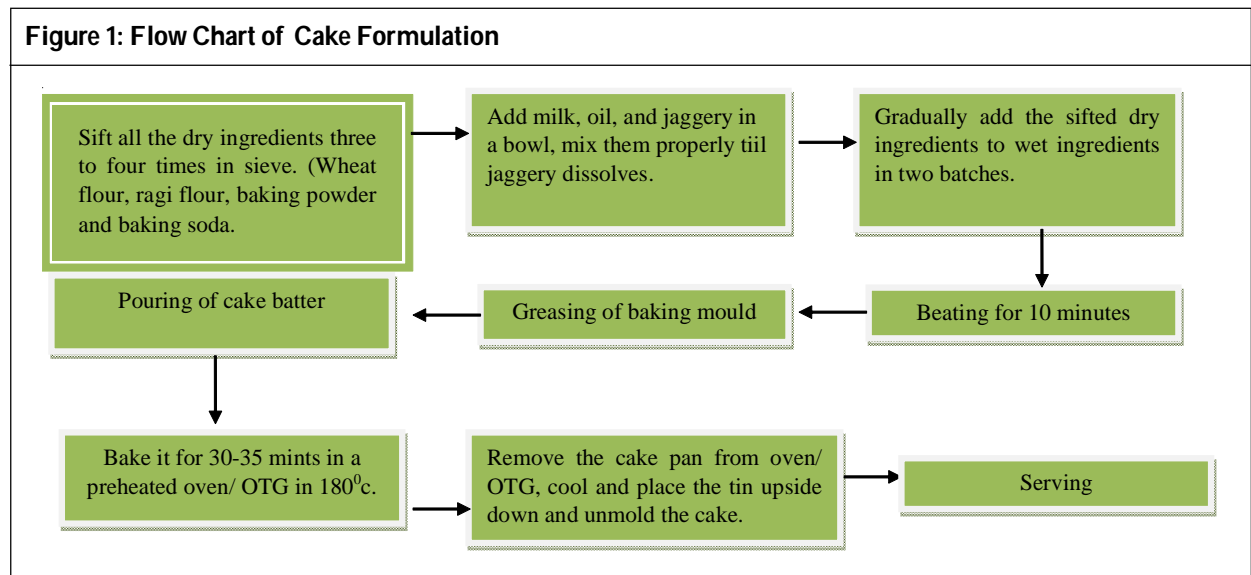 Figure 1: Flow Chart of Cake Formulation
Sift all the dry ingredients three
to four times in sieve. (Wheat
flour, ragi flour, baking powder
and baking soda.
Add milk, oil, and jaggery in
a bowl, mix them properly tiil
jaggery dissolves.
Gradually add the sifted dry
ingredients to wet ingredients
in two batches.
Beating for 10 minutes
Greasing of baking mould
Pouring of cake batter
Bake it for 30-35 mints in a
preheated oven/ OTG in 180⁰c.
Remove the cake pan from oven/
OTG, cool and place the tin upside
down and unmold the cake.
Serving